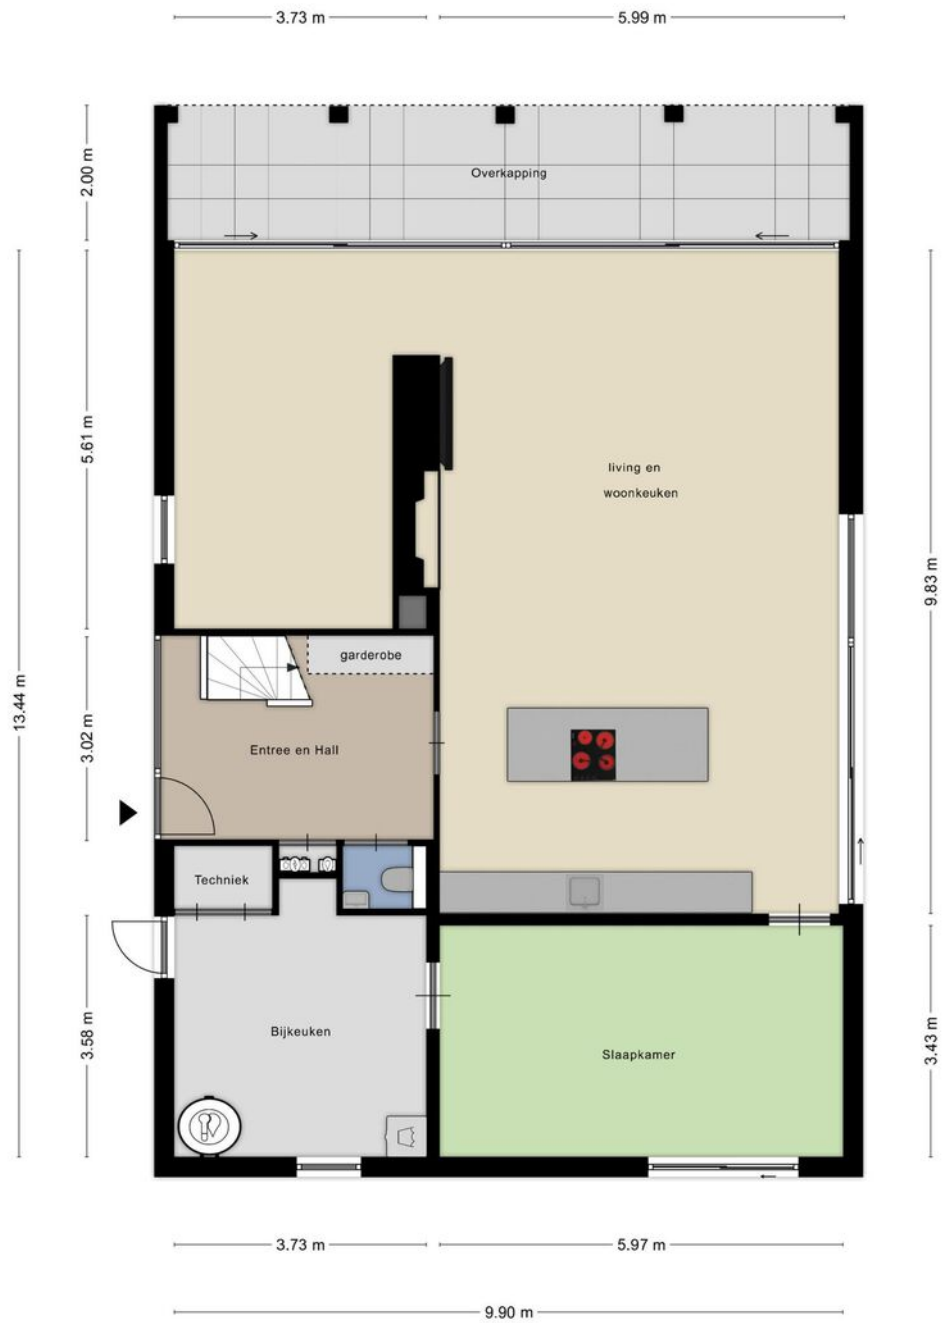 3.73 m
5.99 m
2.00 m
Overkapping
5.61 m
living en
woonkeuken
9.83 m
garderobe
13.44 m
3.02 m
Entree en Hall
Techniek
3.58 m
Bijkeuken
Slaapkamer
3.43 m
3.73 m
5.97 m
9.90 m